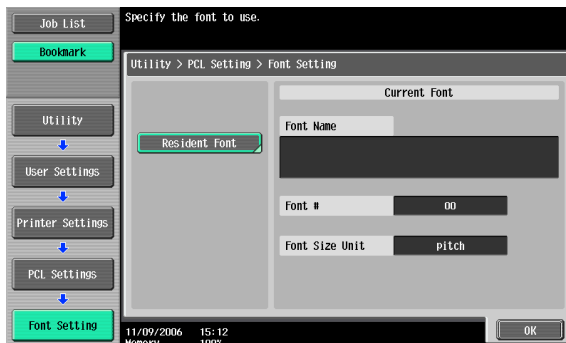 Job List
Bookmark
Utility
User Settings
Printer Settings
PCL Settings
Font Setting
Specify the font to use.
Utility > PCL Setting > Font Setting
Resident Font
Current Font
Font Name
Font # 00
Font Size Unit pitch
11/09/2006 15:12
Memory 100%
OK